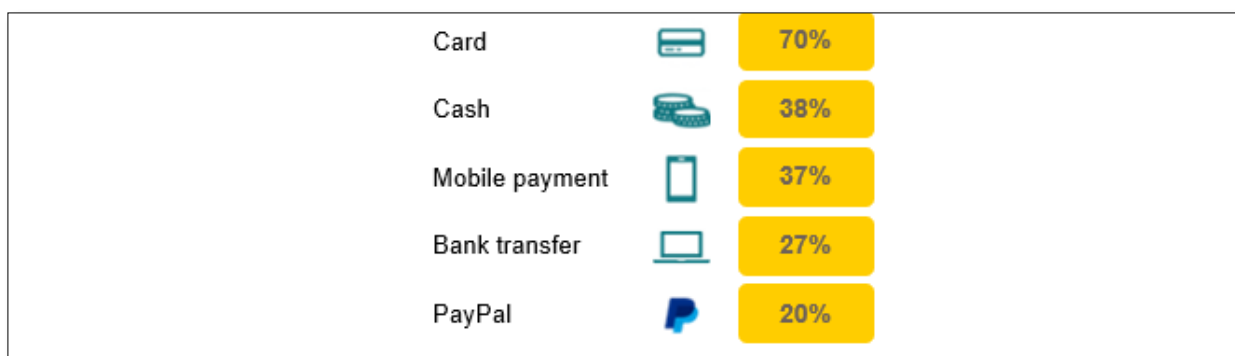 Card 70%
Cash 38%
Mobile payment 37%
Bank transfer 27%
PayPal 20%